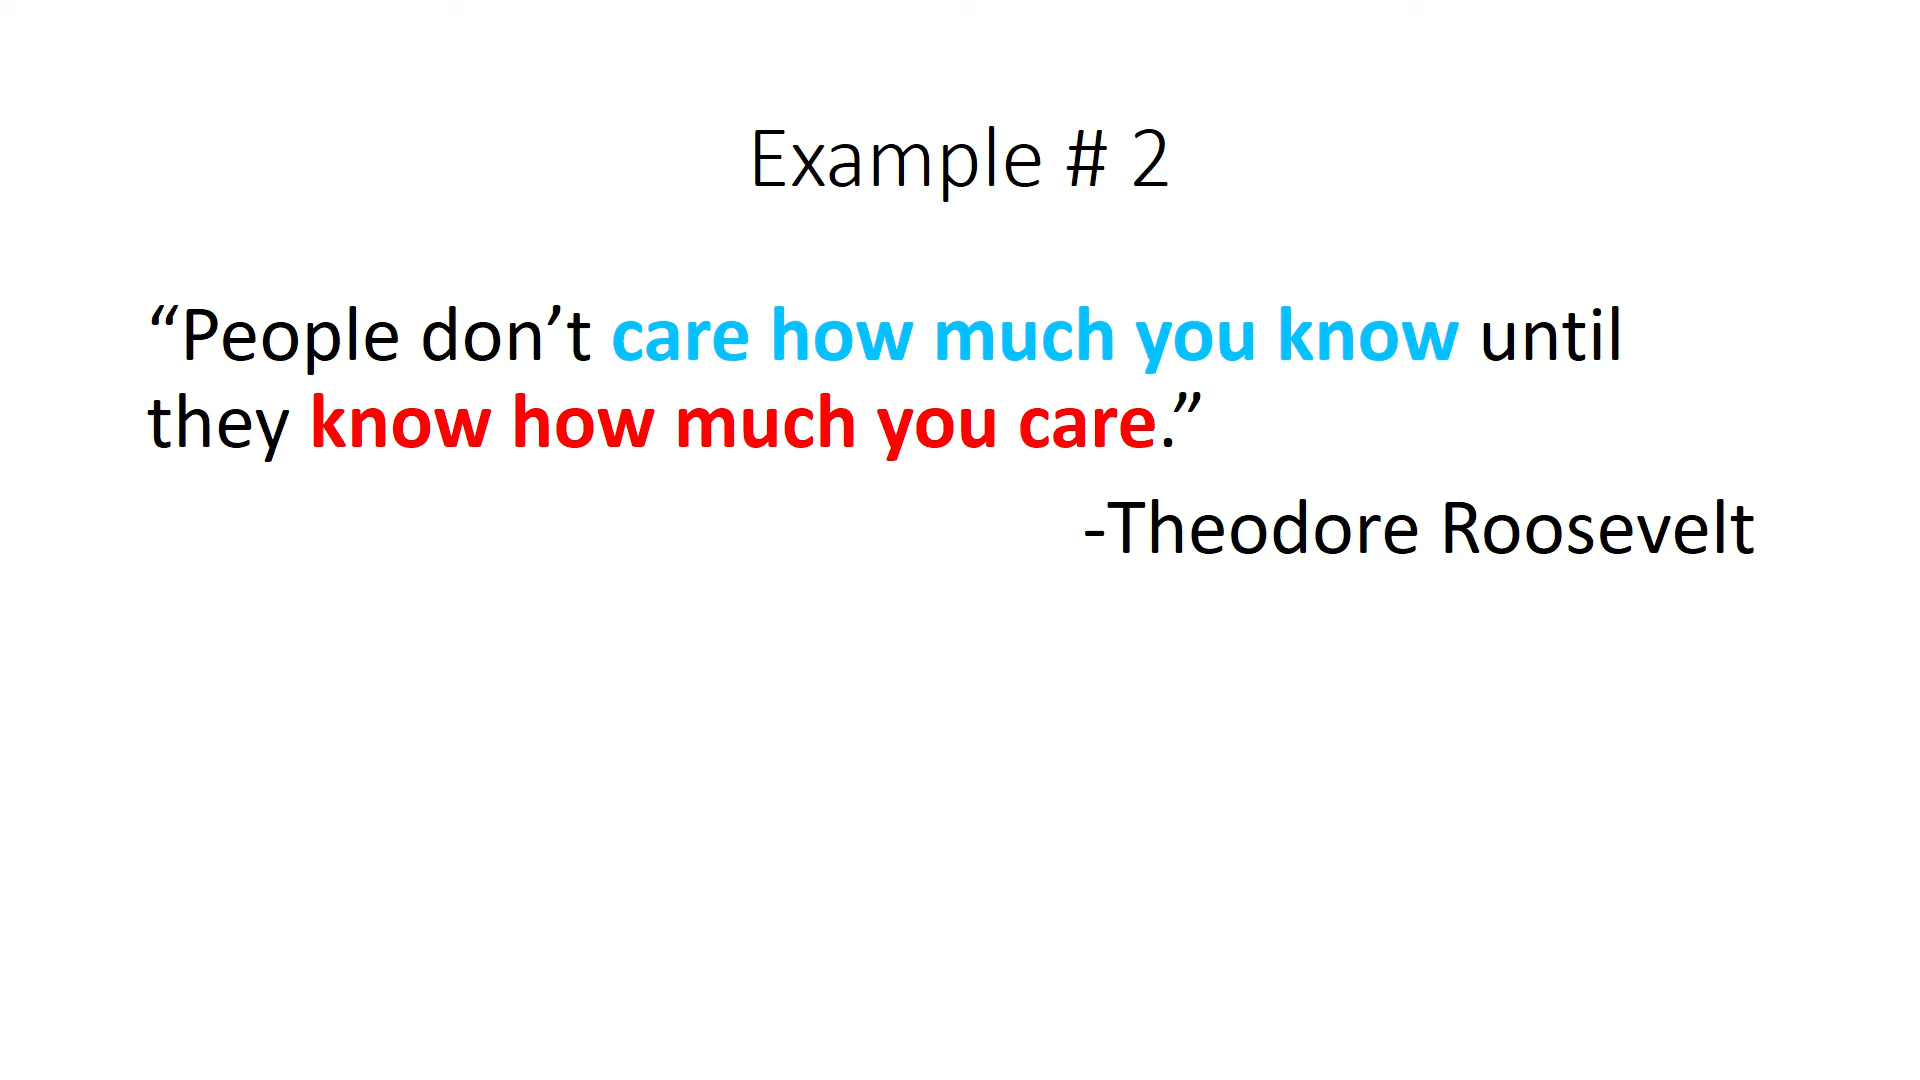 Example # 2
“People don’t care how much you know until
they know how much you care.”
-Theodore Roosevelt